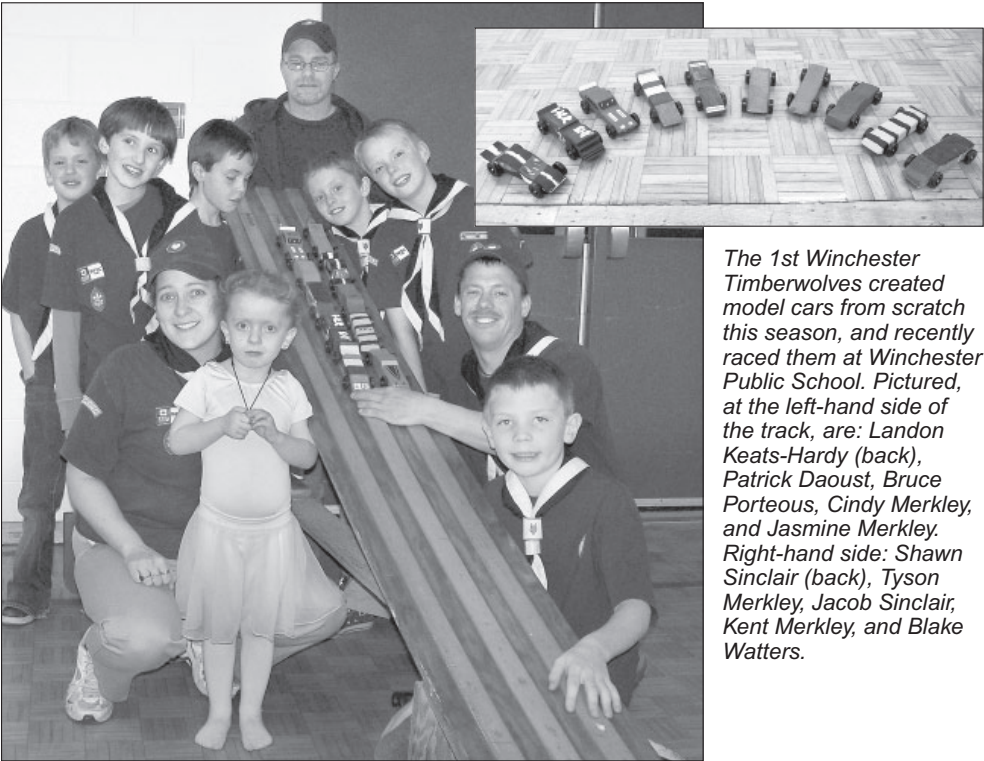 The 1st Winchester
Timberwolves created
model cars from scratch
this season, and recently
raced them at Winchester
Public School. Pictured,
at the left-hand side of
the track, are: Landon
Keats-Hardy (back),
Patrick Daoust, Bruce
Porteous, Cindy Merkley,
and Jasmine Merkley.
Right-hand side: Shawn
Sinclair (back), Tyson
Merkley, Jacob Sinclair,
Kent Merkley, and Blake
Watters.